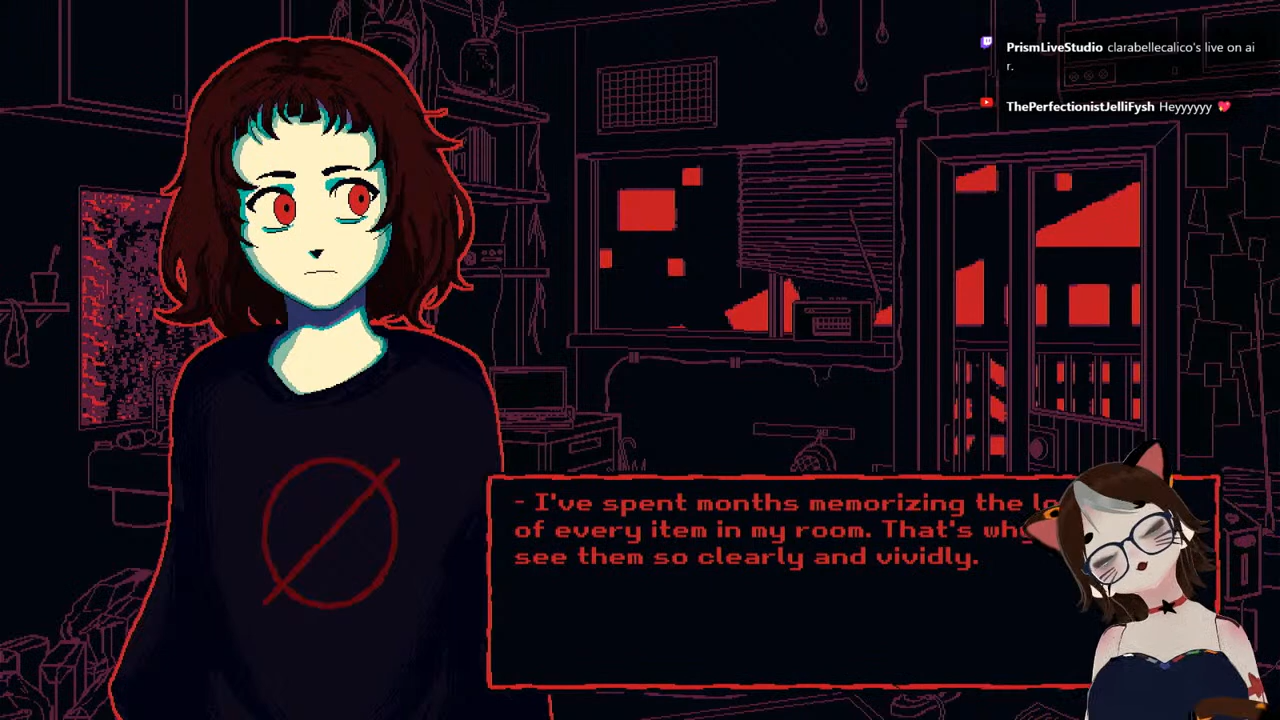 PrismLiveStudio clarabellecalico's live on ai
r.
ThePerfectionistJelliFysh Heyyyyyy
- I've spent months memorizing the
of every item in my room. That's why
see them so clearly and vividly.